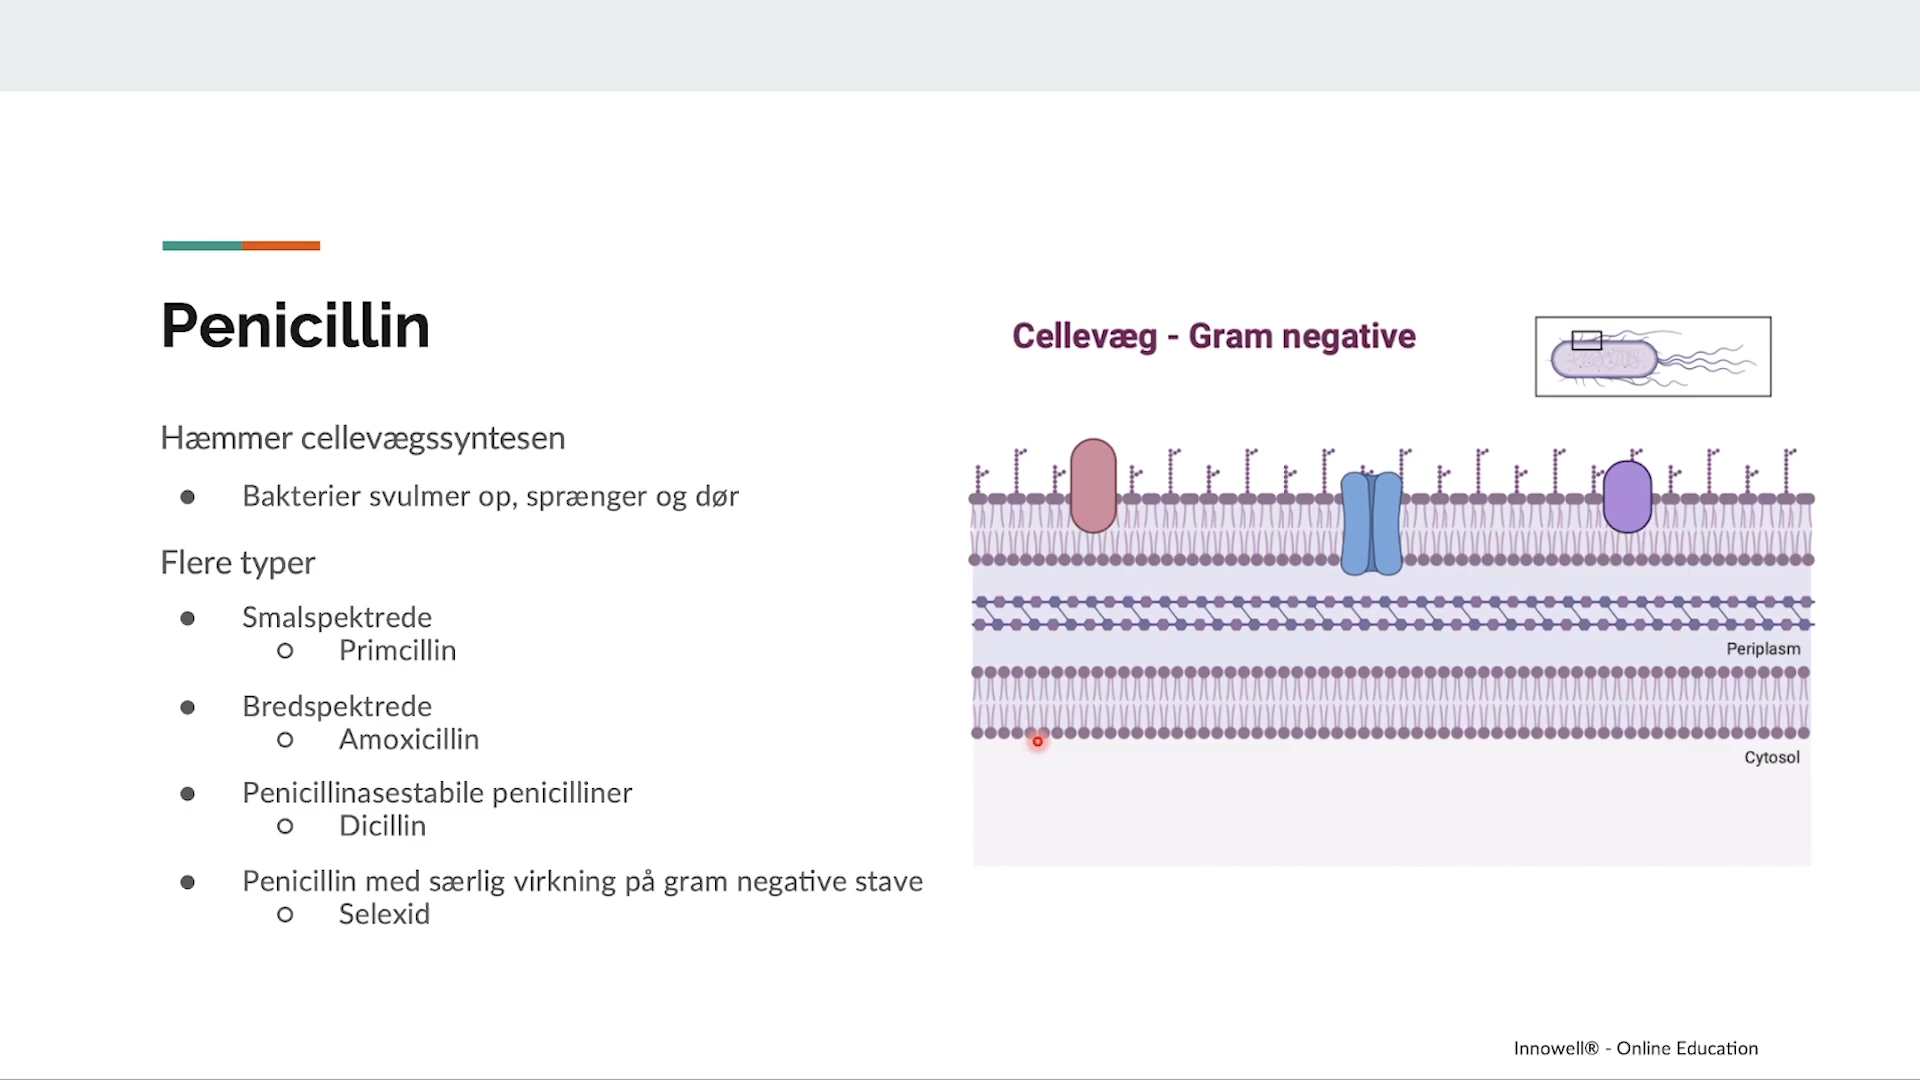 Penicillin
Hæmmer cellevægssyntesen
● Bakterier svulmer op, sprænger og dør
Flere typer
● Smalspektrede
○ Primcillin
● Bredspektrede
○ Amoxicillin
● Penicillinasestabile penicilliner
○ Dicillin
● Penicillin med særlig virkning på gram negative stave
○ Selexid
Cellevæg - Gram negative
Periplasm
Cytosol
Innowell® - Online Education